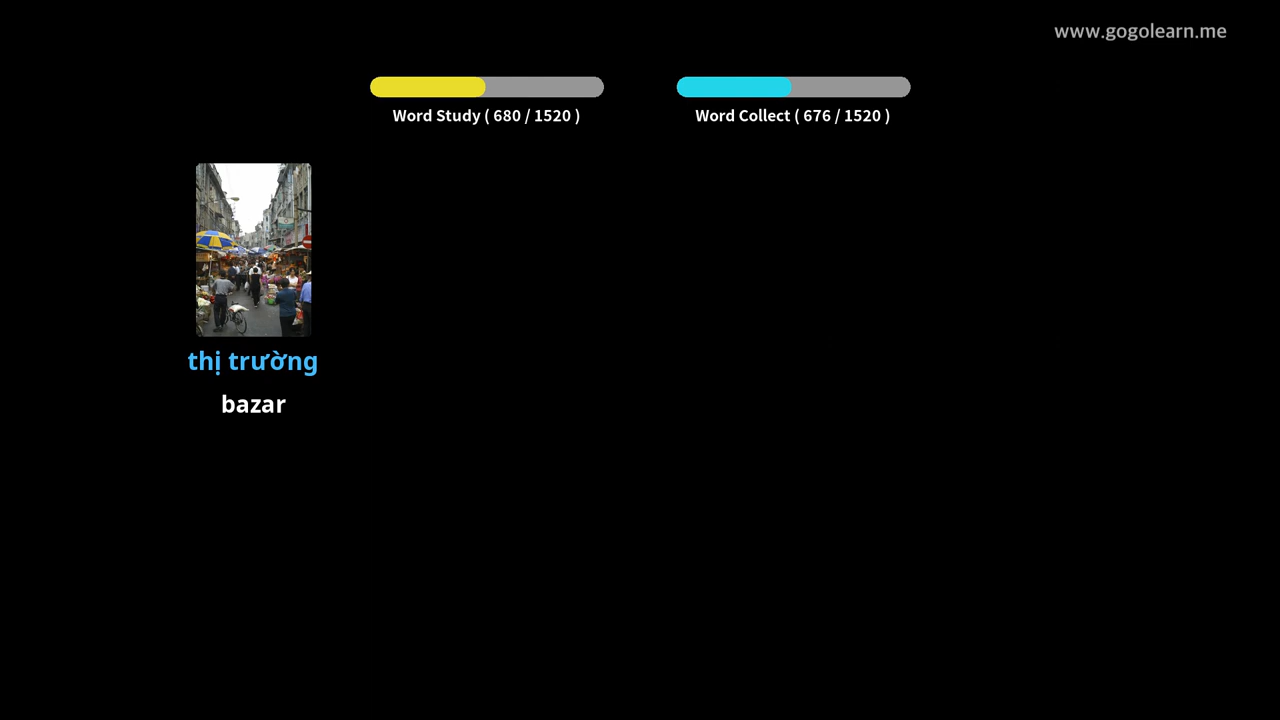 www.gogolearn.me
Word Study ( 680 / 1520 )
Word Collect ( 676 / 1520 )
thị trường
bazar